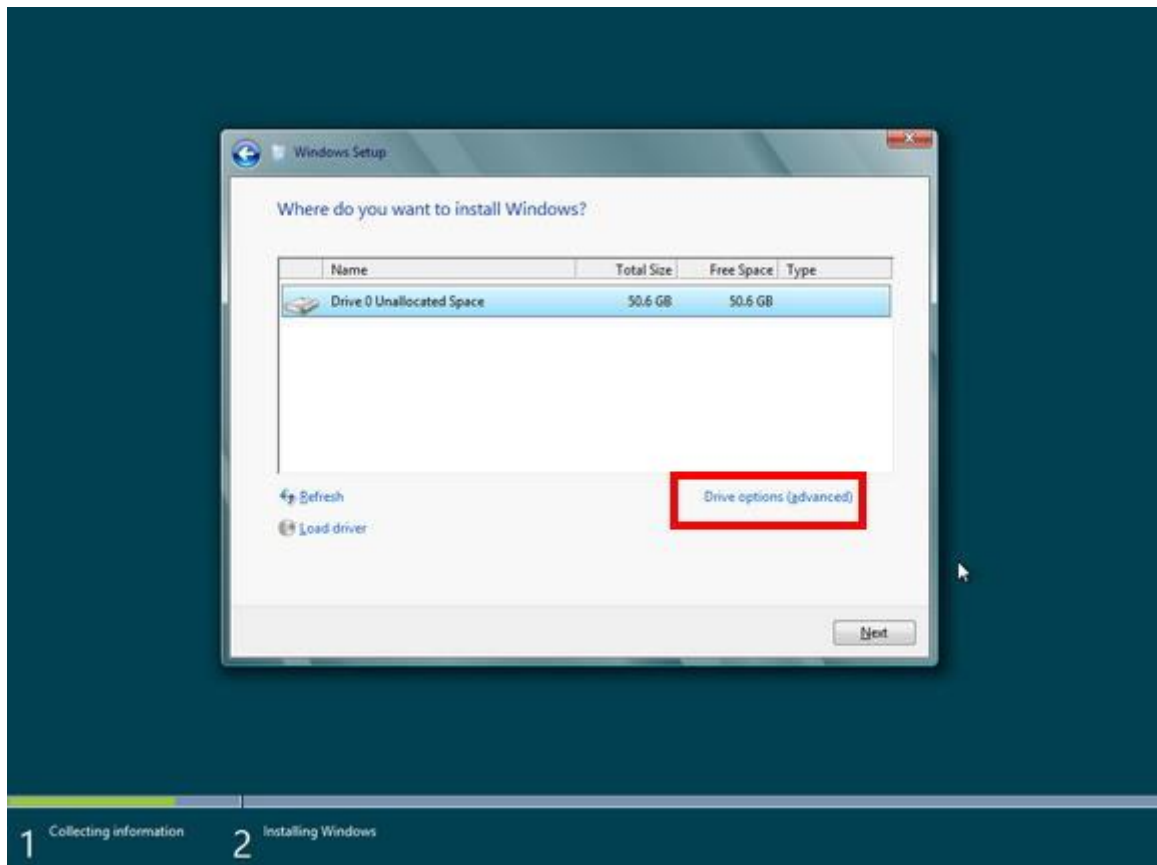 Windows Setup
Where do you want to install Windows?
Name Total Size Free Space Type
Drive 0 Unallocated Space 50.6 GB 50.6 GB
Refresh Drive options (advanced)
Load driver
Next
1 Collecting information 2 Installing Windows